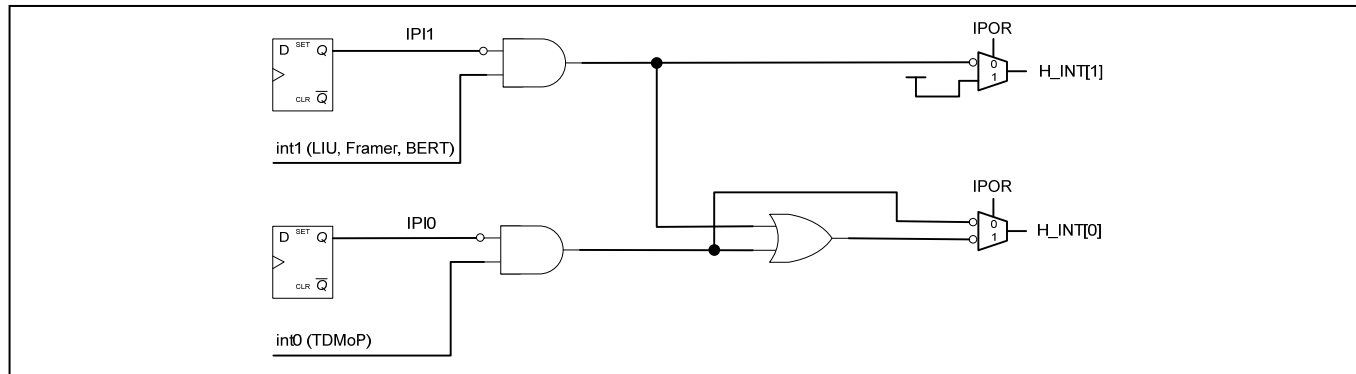 IPOR
IPI1
D SET Q
0
1
H_INT[1]
CLR Q
int1 (LIU, Framer, BERT)
IPOR
IPI0
D SET Q
0
1
H_INT[0]
CLR Q
int0 (TDMoP)